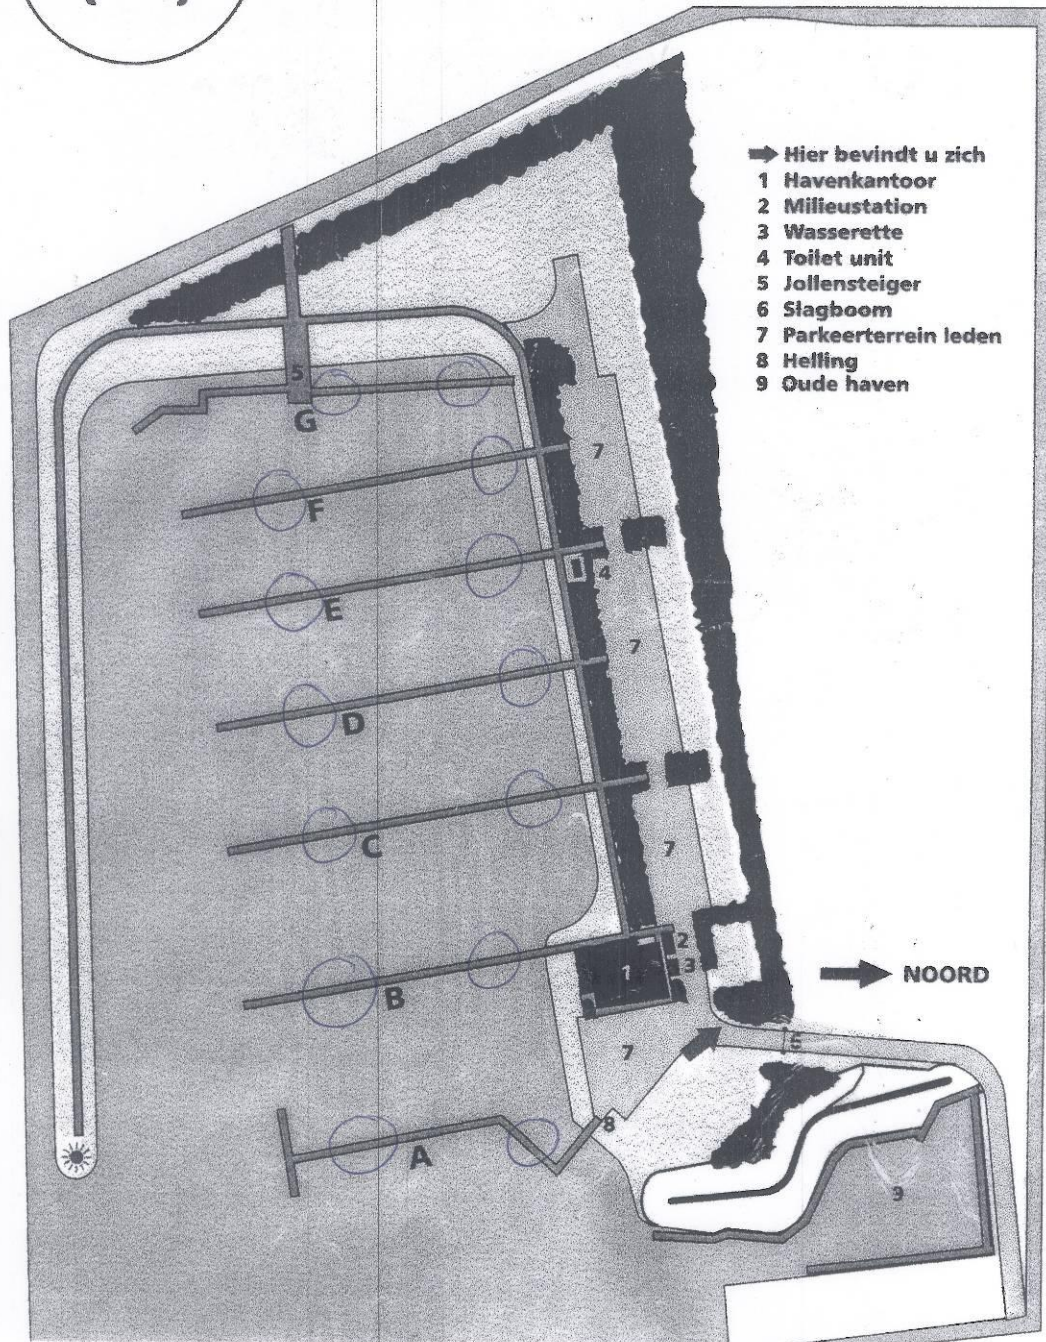 Hier bevindt u zich
1 Havenkantoor
2 Milieustation
3 Wasserette
4 Toilet unit
5 Jollensteiger
6 Slagboom
7 Parkeerterrein leden
8 Helling
9 Oude haven
5
G
7
F
4
E
7
D
7
C
2
3
1
B
NOORD
7
6
8
A
9